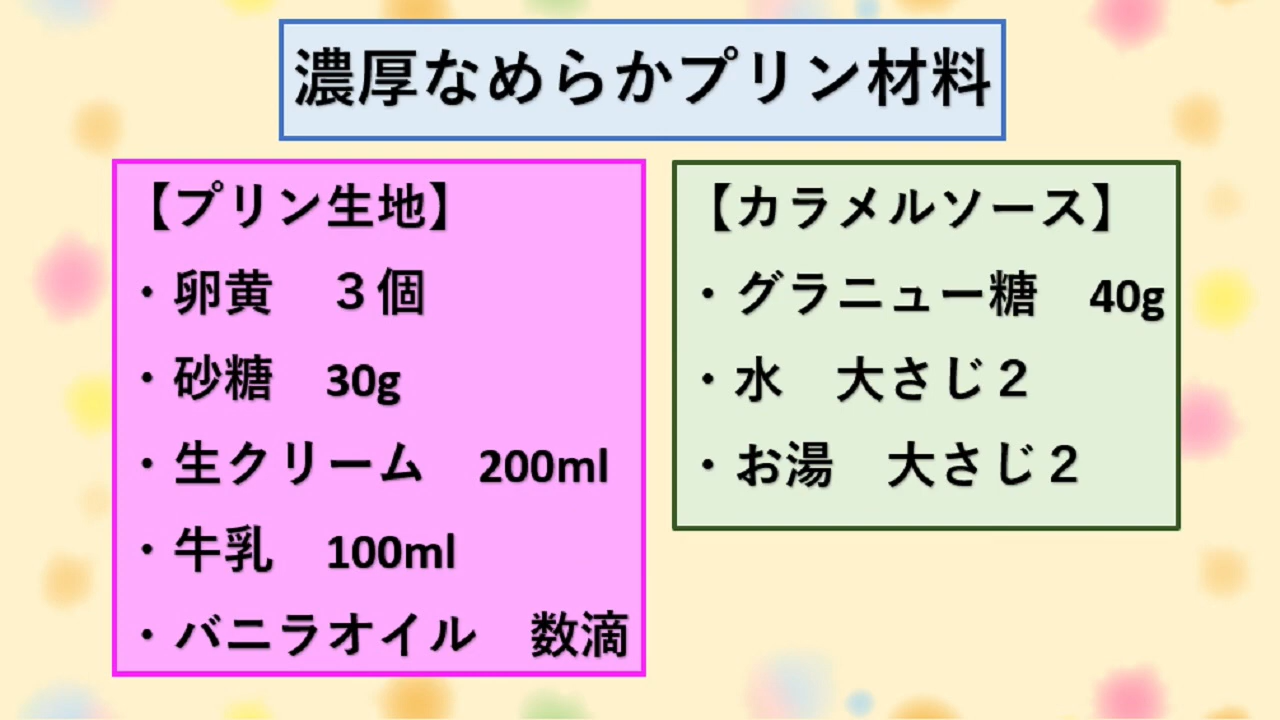 濃厚なめらかプリン材料
【プリン生地】
・卵黄　３個
・砂糖　30g
・生クリーム　200ml
・牛乳　100ml
・バニラオイル　数滴
【カラメルソース】
・グラニュー糖　40g
・水　大さじ２
・お湯　大さじ２